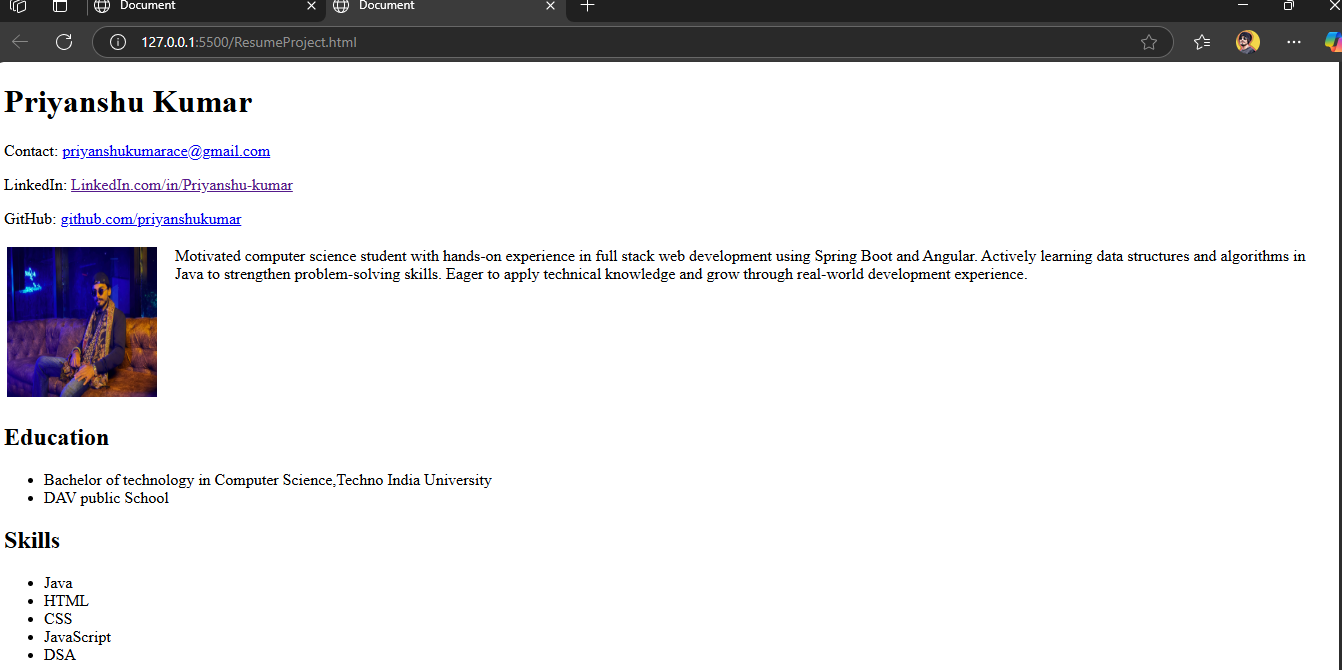 Document
Document
127.0.0.1:5500/ResumeProject.html
Priyanshu Kumar
Contact: priyanshukumarace@gmail.com
LinkedIn: LinkedIn.com/in/Priyanshu-kumar
GitHub: github.com/priyanshukumar
Motivated computer science student with hands-on experience in full stack web development using Spring Boot and Angular. Actively learning data structures and algorithms in
Java to strengthen problem-solving skills. Eager to apply technical knowledge and grow through real-world development experience.
Education
• Bachelor of technology in Computer Science,Techno India University
• DAV public School
Skills
• Java
• HTML
• CSS
• JavaScript
• DSA